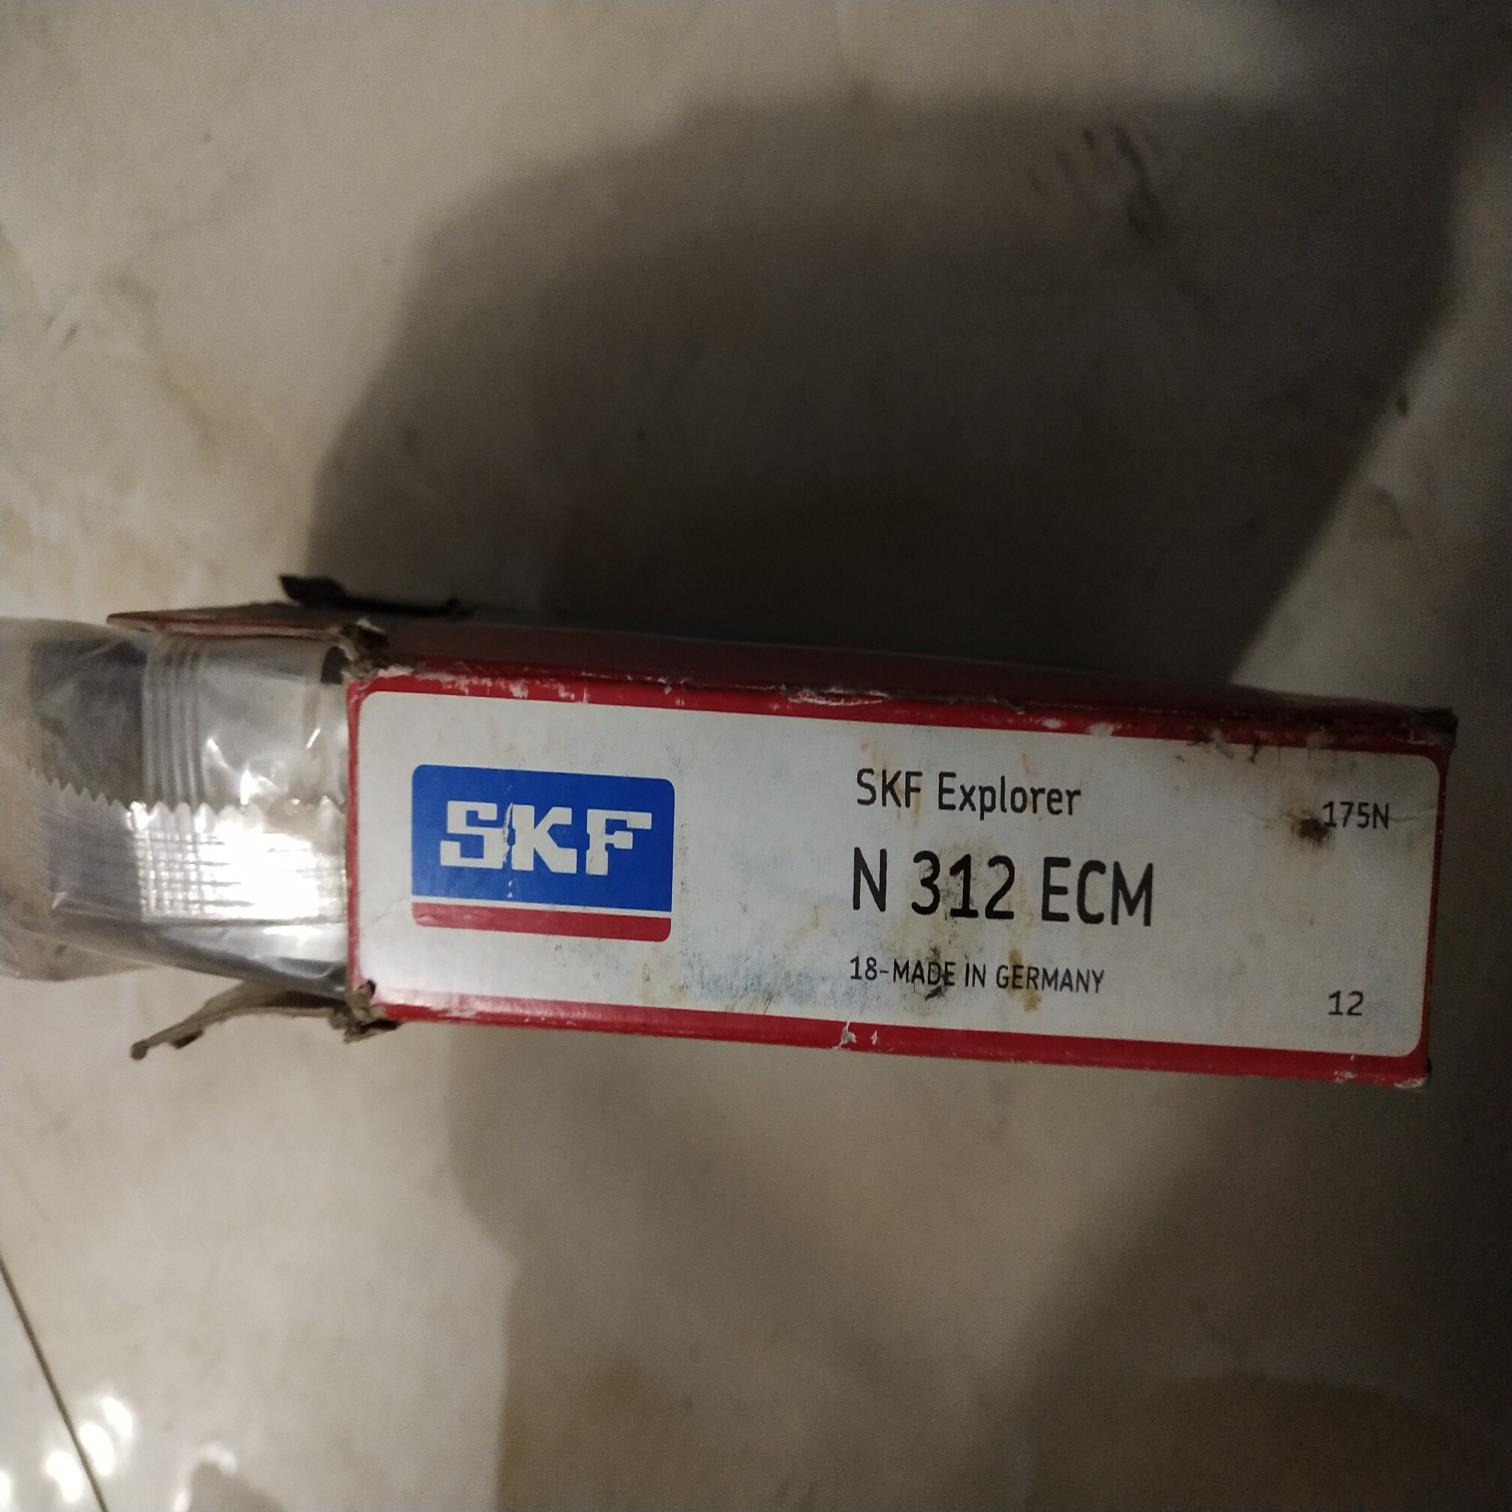 SKF
SKF Explorer
175N
N 312 ECM
18-MADE IN GERMANY
12